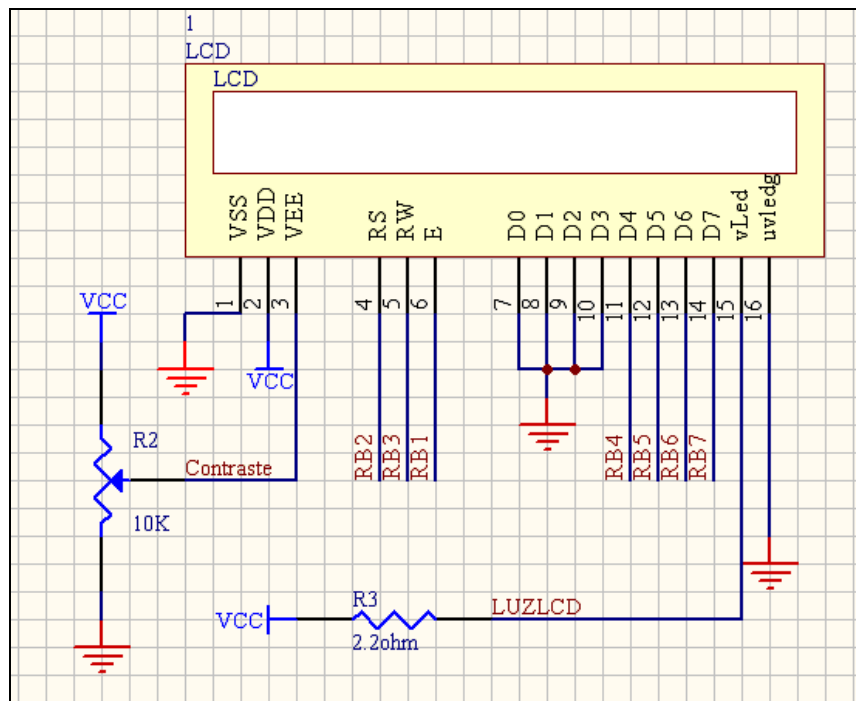 1
LCD
LCD
VSS
VDD
VEE
RS
RW
E
D0
D1
D2
D3
D4
D5
D6
D7
vLed
uvledg
1
2
3
4
5
6
7
8
9
10
11
12
13
14
15
16
VCC
VCC
R2
Contraste
10K
RB2
RB3
RB1
RB4
RB5
RB6
RB7
VCC
R3
2.2ohm
LUZLCD